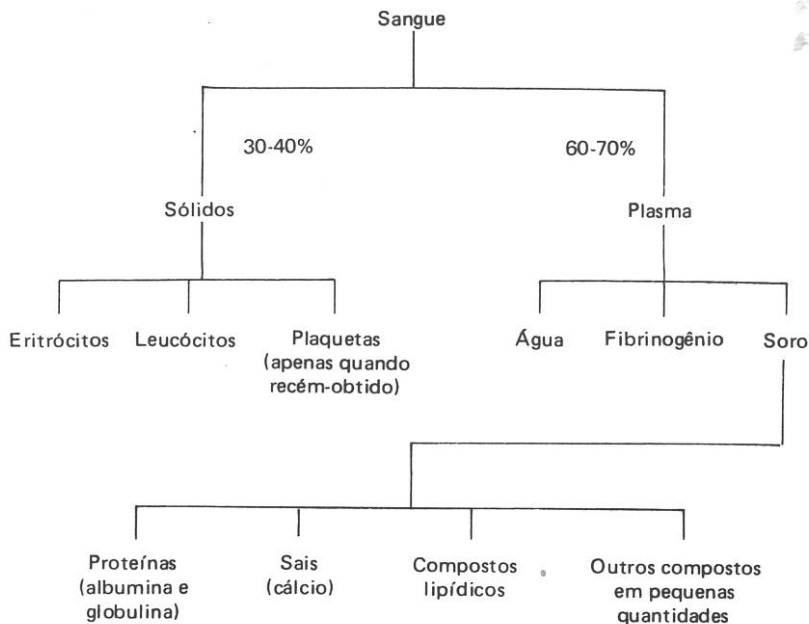 Sangue
30-40%
60-70%
Sólidos
Plasma
Eritrócitos
Leucócitos
Plaquetas
(apenas quando
recém-obtido)
Água
Fibrinogênio
Soro
Proteínas
(albumina e
globulina)
Sais
(cálcio)
Compostos
lipídicos
Outros compostos
em pequenas
quantidades